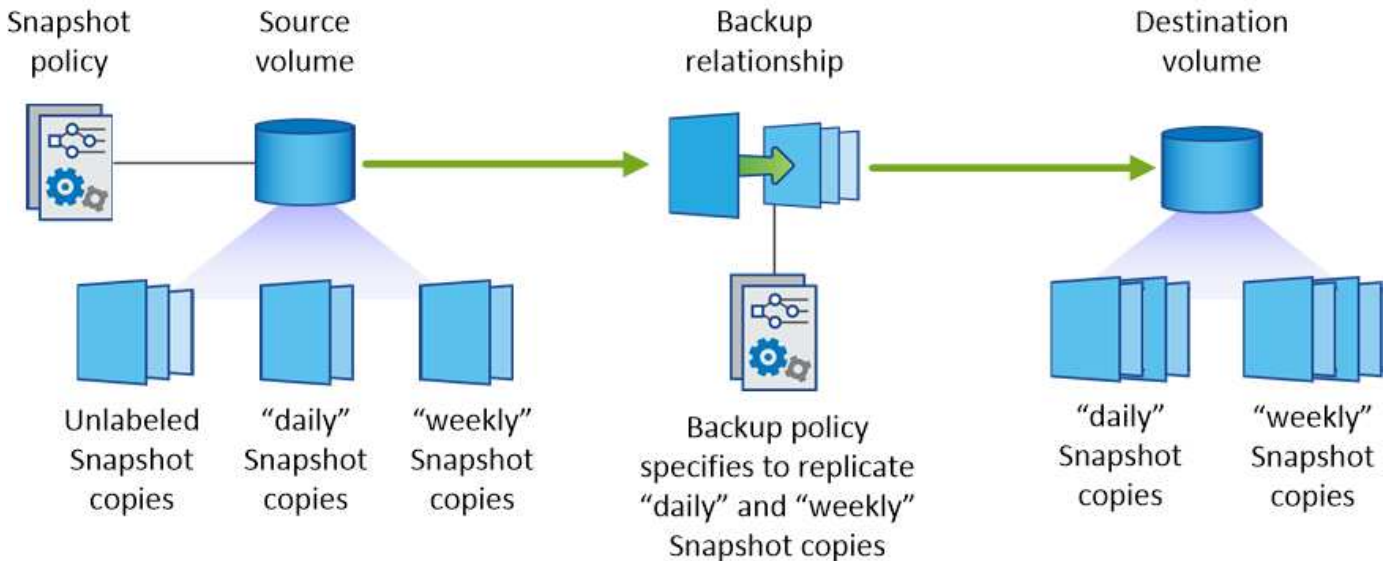 Snapshot
policy
Source
volume
Backup
relationship
Destination
volume
Unlabeled
Snapshot
copies
“daily”
Snapshot
copies
“weekly”
Snapshot
copies
Backup policy
specifies to replicate
“daily” and “weekly”
Snapshot copies
“daily”
Snapshot
copies
“weekly”
Snapshot
copies